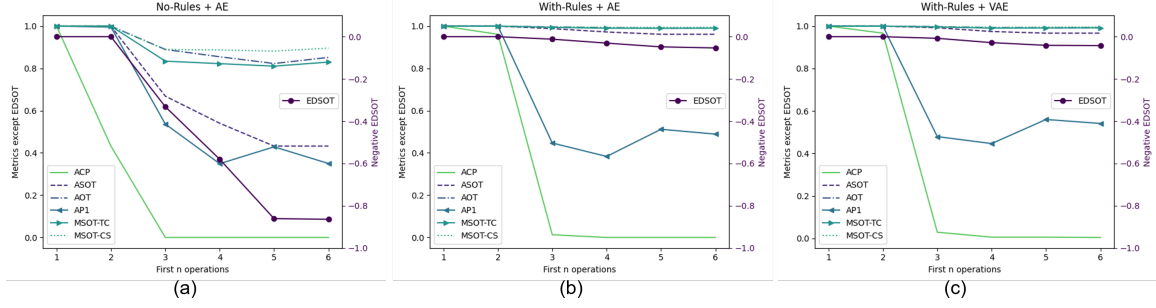 No-Rules + AE
1.0
0.8
0.6
0.4
0.2
0.0
Metrics except EDSOT
0.0
−0.2
−0.4
−0.6
−0.8
−1.0
Negative EDSOT
EDSOT
ACP
ASOT
AOT
AP1
MSOT-TC
MSOT-CS
1 2 3 4 5 6
First n operations
(a)
With-Rules + AE
1.0
0.8
0.6
0.4
0.2
0.0
Metrics except EDSOT
0.0
−0.2
−0.4
−0.6
−0.8
−1.0
Negative EDSOT
EDSOT
ACP
ASOT
AOT
AP1
MSOT-TC
MSOT-CS
1 2 3 4 5 6
First n operations
(b)
With-Rules + VAE
1.0
0.8
0.6
0.4
0.2
0.0
Metrics except EDSOT
0.0
−0.2
−0.4
−0.6
−0.8
−1.0
Negative EDSOT
EDSOT
ACP
ASOT
AOT
AP1
MSOT-TC
MSOT-CS
1 2 3 4 5 6
First n operations
(c)